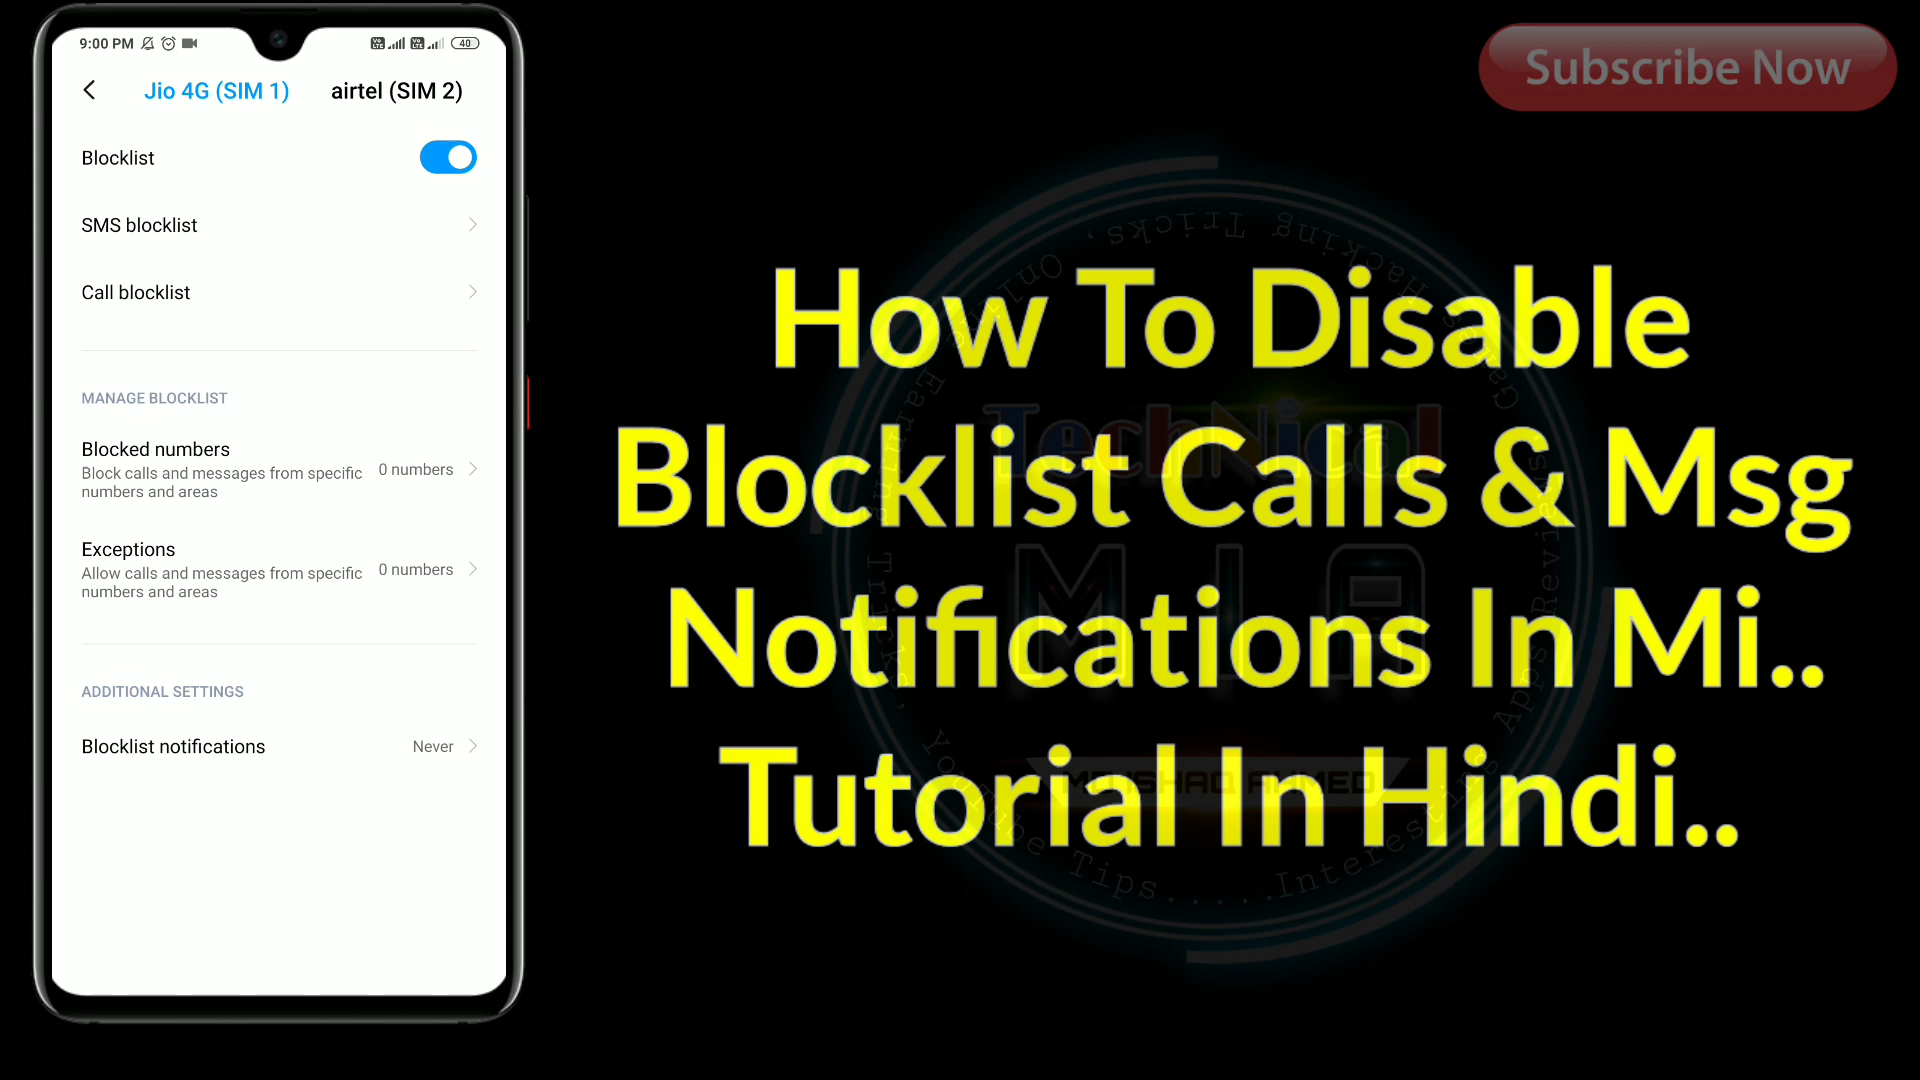 9:00 PM
40
Jio 4G (SIM 1)
airtel (SIM 2)
Blocklist
SMS blocklist
Call blocklist
MANAGE BLOCKLIST
Blocked numbers
Block calls and messages from specific
numbers and areas
0 numbers
Exceptions
Allow calls and messages from specific
numbers and areas
0 numbers
ADDITIONAL SETTINGS
Blocklist notifications
Never
Subscribe Now
How To Disable
Blocklist Calls & Msg
Notifications In Mi..
Tutorial In Hindi..
TechNical
MIA